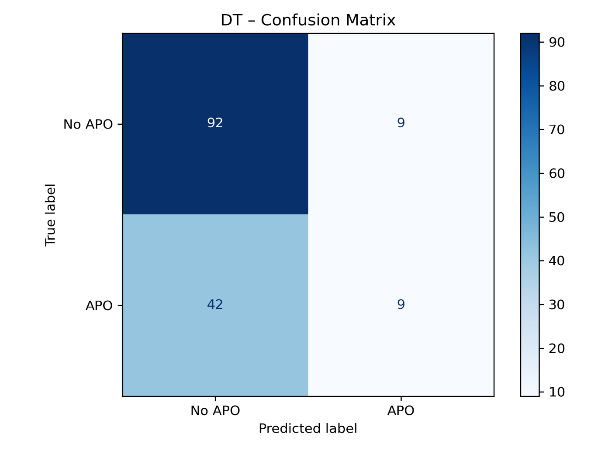 DT – Confusion Matrix
True label
No APO
APO
92
9
42
9
No APO
APO
Predicted label
90
80
70
60
50
40
30
20
10